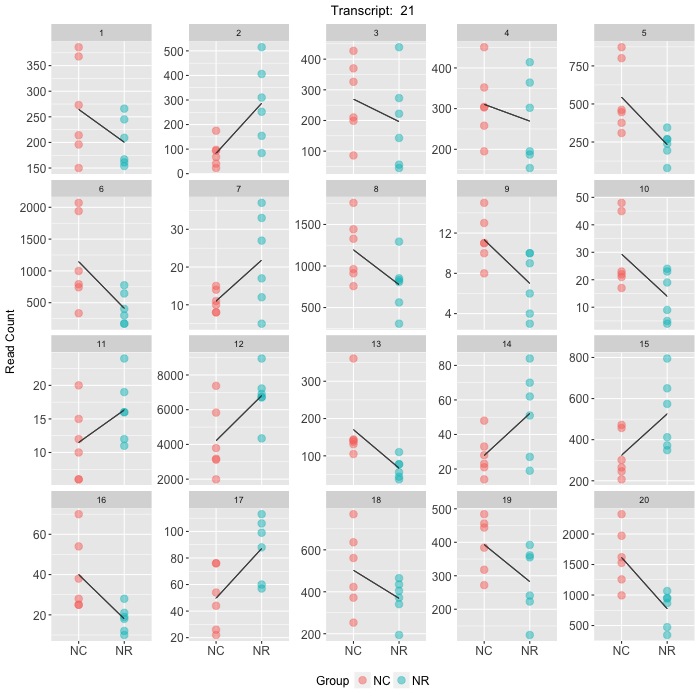 Transcript: 21
1 2 3 4 5
350 300 250 200 150
500 400 300 200 100 0
400 300 200 100
400 300 200
750 500 250
6 7 8 9 10
2000 1500 1000 500
30 20 10
1500 1000 500
12 8 4
50 40 30 20 10
Read Count
11 12 13 14 15
20 15 10
8000 6000 4000 2000
300 200 100
80 60 40 20
800 600 400 200
16 17 18 19 20
60 40 20
100 80 60 40 20
600 400 200
500 400 300 200
2000 1500 1000 500
NC NR NC NR NC NR NC NR NC NR
Group NC NR